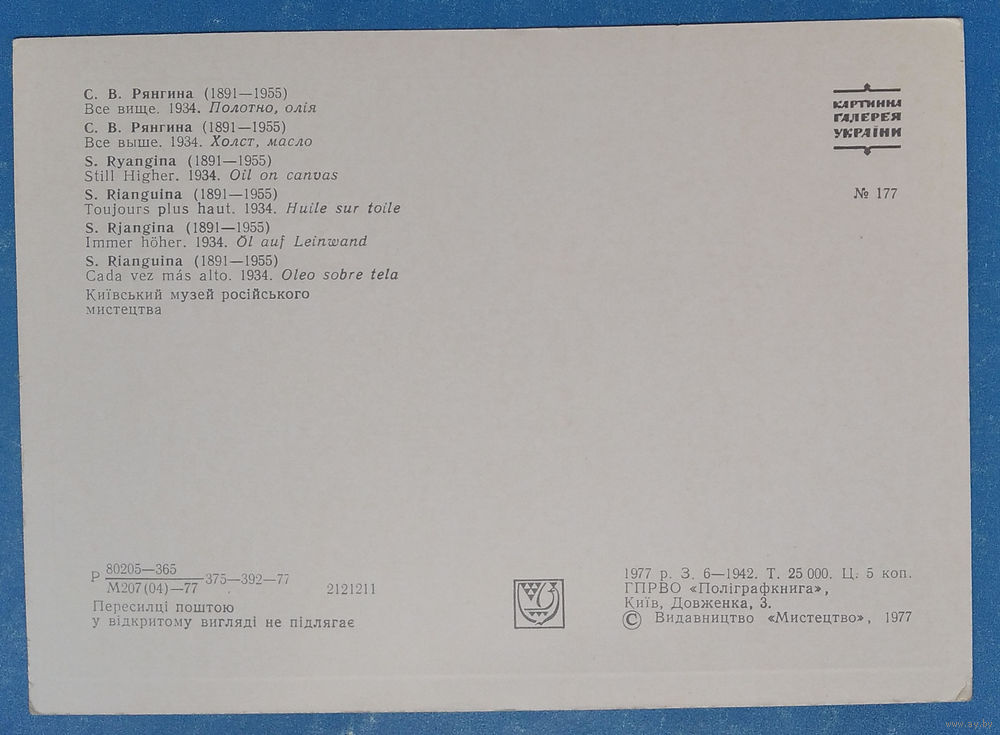 С. В. Рянгина (1891—1955)
Все вище. 1934. Полотно, олія
С. В. Рянгина (1891—1955)
Все выше. 1934. Холст, масло
S. Ryangina (1891—1955)
Still Higher. 1934. Oil on canvas
S. Rianguina (1891—1955)
Toujours plus haut. 1934. Huile sur toile
S. Rjangina (1891—1955)
Immer höher. 1934. Öl auf Leinwand
S. Rianguina (1891—1955)
Cada vez más alto. 1934. Oleo sobre tela
Київський музей російського
мистецтва
КАРТИННА
ГАЛЕРЕЯ
УКРАЇНИ
№ 177
Р 80205—365
М207(04)—77 375—392—77
2121211
Пересилці поштою
у відкритому вигляді не підлягає
1977 р. З. 6—1942. Т. 25 000. Ц. 5 коп.
ГПРВО «Поліграфкнига»,
Київ, Довженка, 3.
© Видавництво «Мистецтво», 1977
www.ay.by